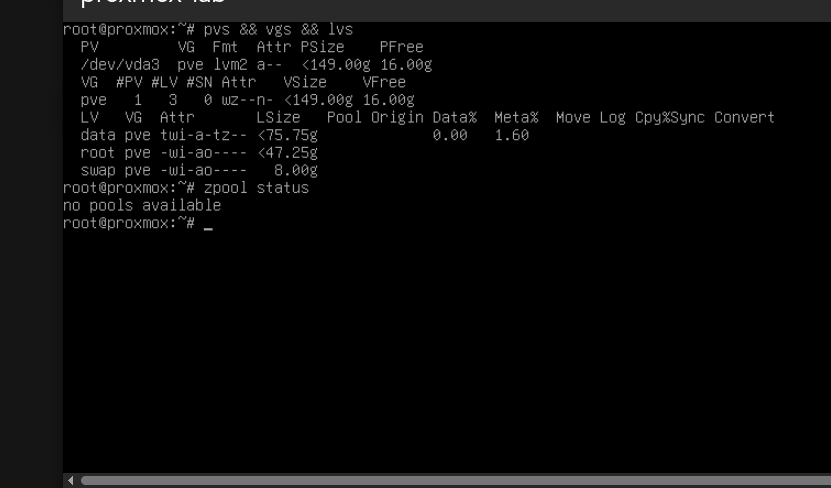 proxmox-lab
root@proxmox:~# pvs && vgs && lvs
  PV         VG  Fmt  Attr PSize    PFree
  /dev/vda3  pve lvm2 a--  <149.00g 16.00g
  VG  #PV #LV #SN Attr   VSize    VFree
  pve   1   3   0 wz--n- <149.00g 16.00g
  LV   VG  Attr       LSize   Pool Origin Data%  Meta%  Move Log Cpy%Sync Convert
  data pve twi-a-tz-- <75.75g             0.00   1.60
  root pve -wi-ao---- <47.25g
  swap pve -wi-ao----   8.00g
root@proxmox:~# zpool status
no pools available
root@proxmox:~# _